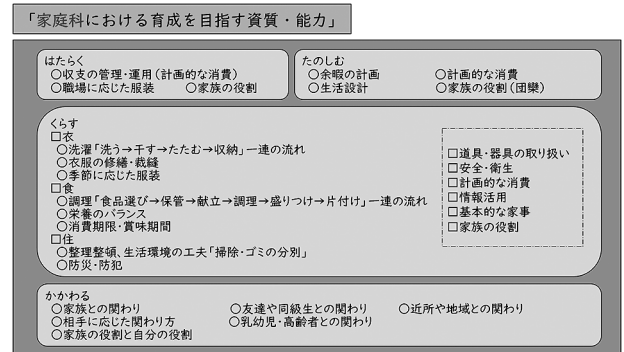 「家庭科における育成を目指す資質・能力」
はたらく
○収支の管理・運用（計画的な消費）
○職場に応じた服装　○家族の役割
たのしむ
○余暇の計画　○計画的な消費
○生活設計　○家族の役割（団欒）
くらす
□衣
○洗濯「洗う→干す→たたむ→収納」一連の流れ
○衣服の修繕・裁縫
○季節に応じた服装
□食
○調理「食品選び→保管→献立→調理→盛りつけ→片付け」一連の流れ
○栄養のバランス
○消費期限・賞味期間
□住
○整理整頓、生活環境の工夫「掃除・ゴミの分別」
○防災・防犯
□道具・器具の取り扱い
□安全・衛生
□計画的な消費
□情報活用
□基本的な家事
□家族の役割
かかわる
○家族との関わり　○友達や同級生との関わり　○近所や地域との関わり
○相手に応じた関わり方　○乳幼児・高齢者との関わり
○家族の役割と自分の役割